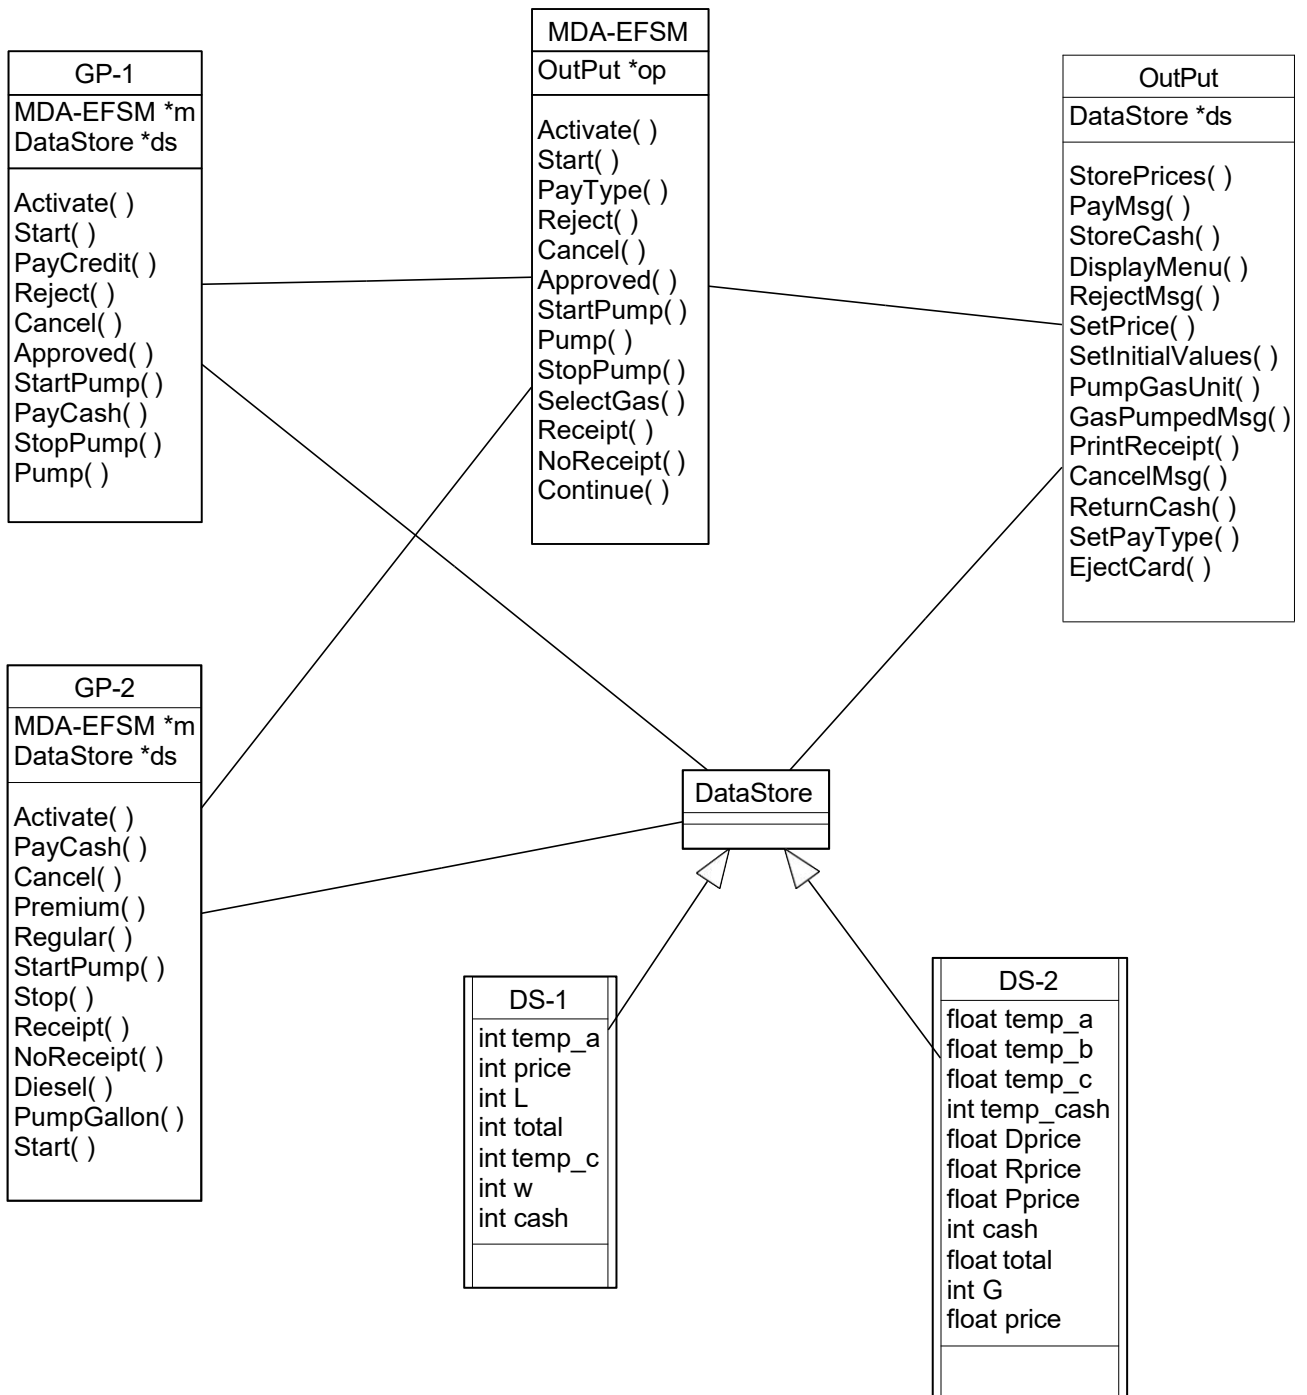 GP-1
MDA-EFSM *m
DataStore *ds
Activate( )
Start( )
PayCredit( )
Reject( )
Cancel( )
Approved( )
StartPump( )
PayCash( )
StopPump( )
Pump( )
MDA-EFSM
OutPut *op
Activate( )
Start( )
PayType( )
Reject( )
Cancel( )
Approved( )
StartPump( )
Pump( )
StopPump( )
SelectGas( )
Receipt( )
NoReceipt( )
Continue( )
OutPut
DataStore *ds
StorePrices( )
PayMsg( )
StoreCash( )
DisplayMenu( )
RejectMsg( )
SetPrice( )
SetInitialValues( )
PumpGasUnit( )
GasPumpedMsg( )
PrintReceipt( )
CancelMsg( )
ReturnCash( )
SetPayType( )
EjectCard( )
GP-2
MDA-EFSM *m
DataStore *ds
Activate( )
PayCash( )
Cancel( )
Premium( )
Regular( )
StartPump( )
Stop( )
Receipt( )
NoReceipt( )
Diesel( )
PumpGallon( )
Start( )
DataStore
DS-1
int temp_a
int price
int L
int total
int temp_c
int w
int cash
DS-2
float temp_a
float temp_b
float temp_c
int temp_cash
float Dprice
float Rprice
float Pprice
int cash
float total
int G
float price